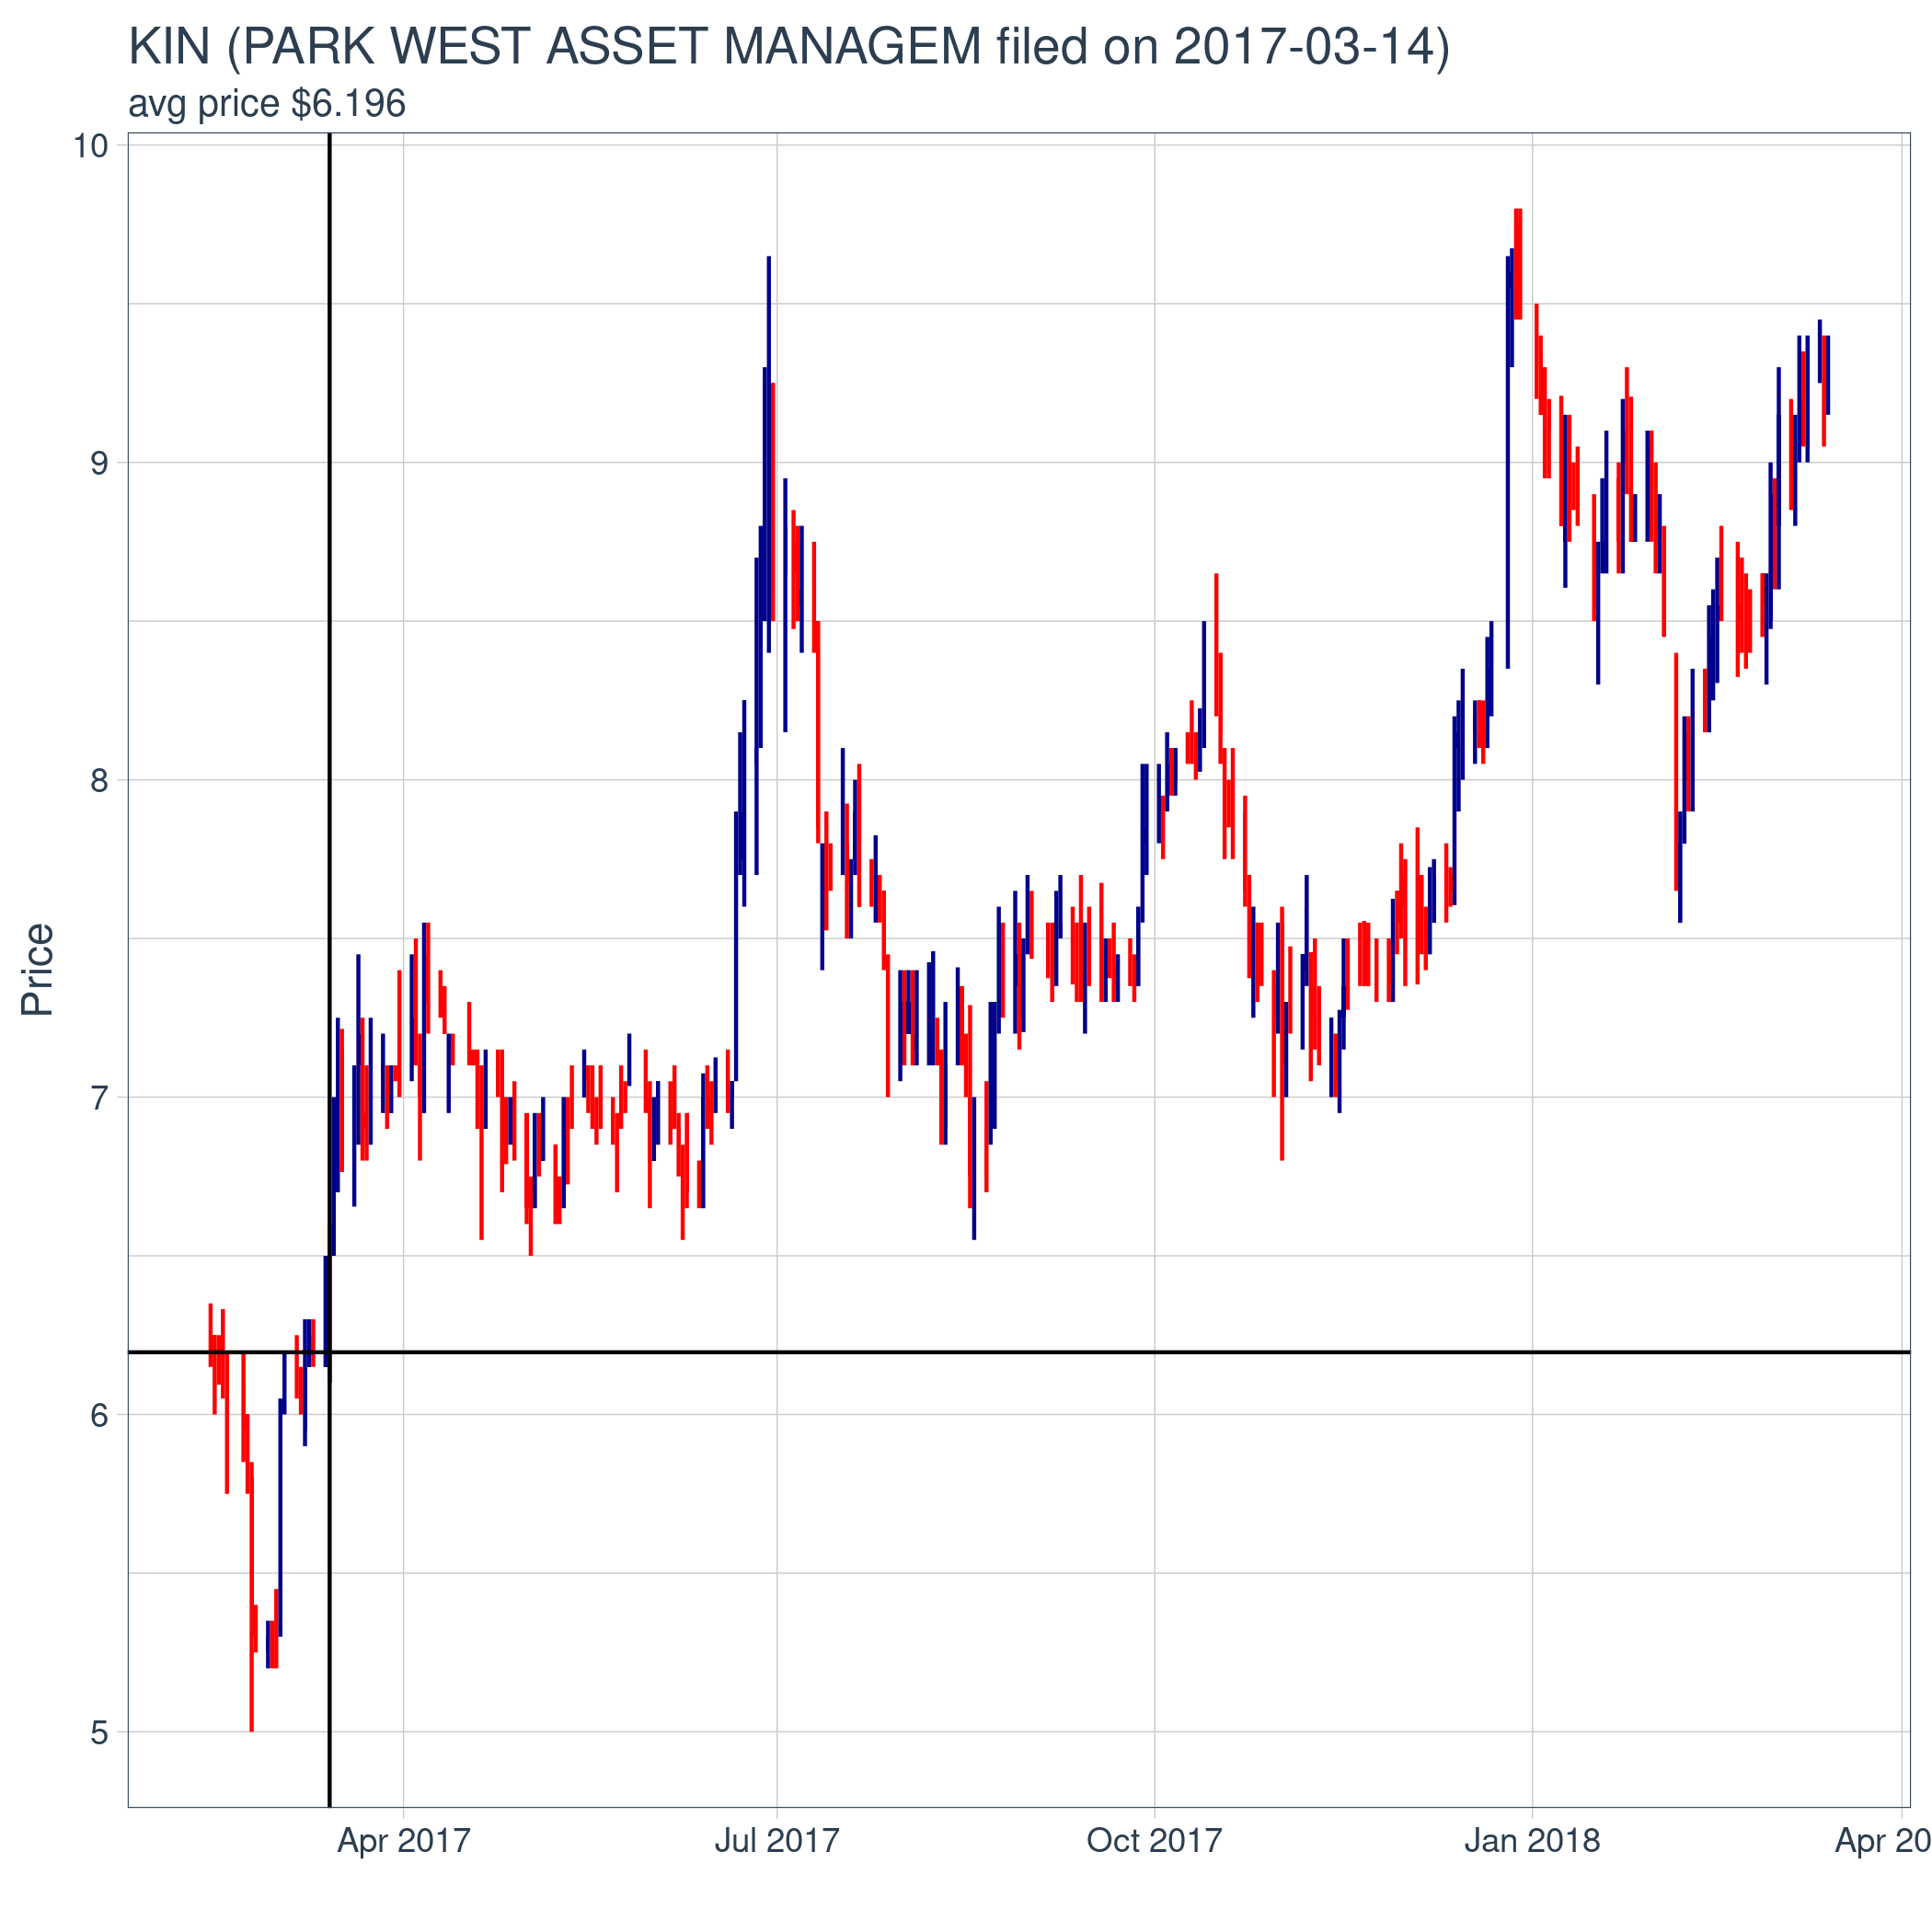 KIN (PARK WEST ASSET MANAGEM filed on 2017-03-14)
avg price $6.196
10
9
8
7
6
5
Price
Apr 2017
Jul 2017
Oct 2017
Jan 2018
Apr 20